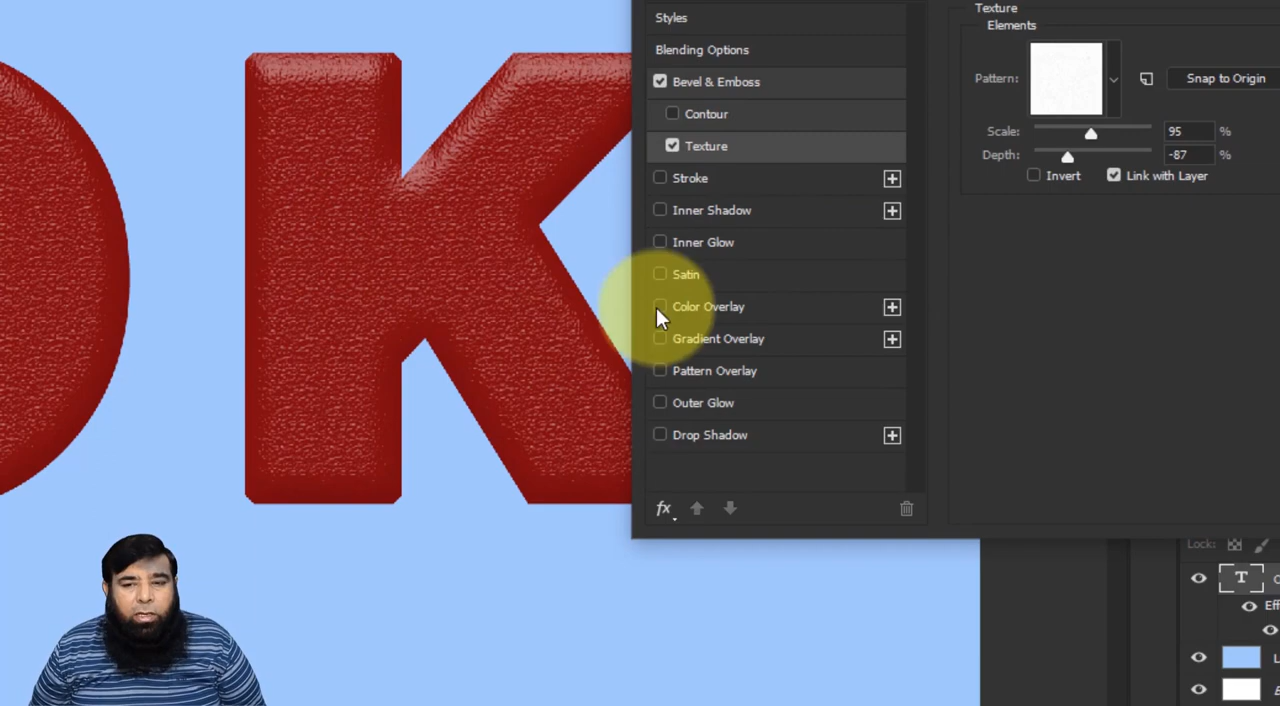 OK
Styles
Blending Options
Bevel & Emboss
Contour
Texture
Stroke
Inner Shadow
Inner Glow
Satin
Color Overlay
Gradient Overlay
Pattern Overlay
Outer Glow
Drop Shadow
fx
Texture
Elements
Pattern:
Snap to Origin
Scale: 95 %
Depth: -87 %
Invert Link with Layer
Lock:
T